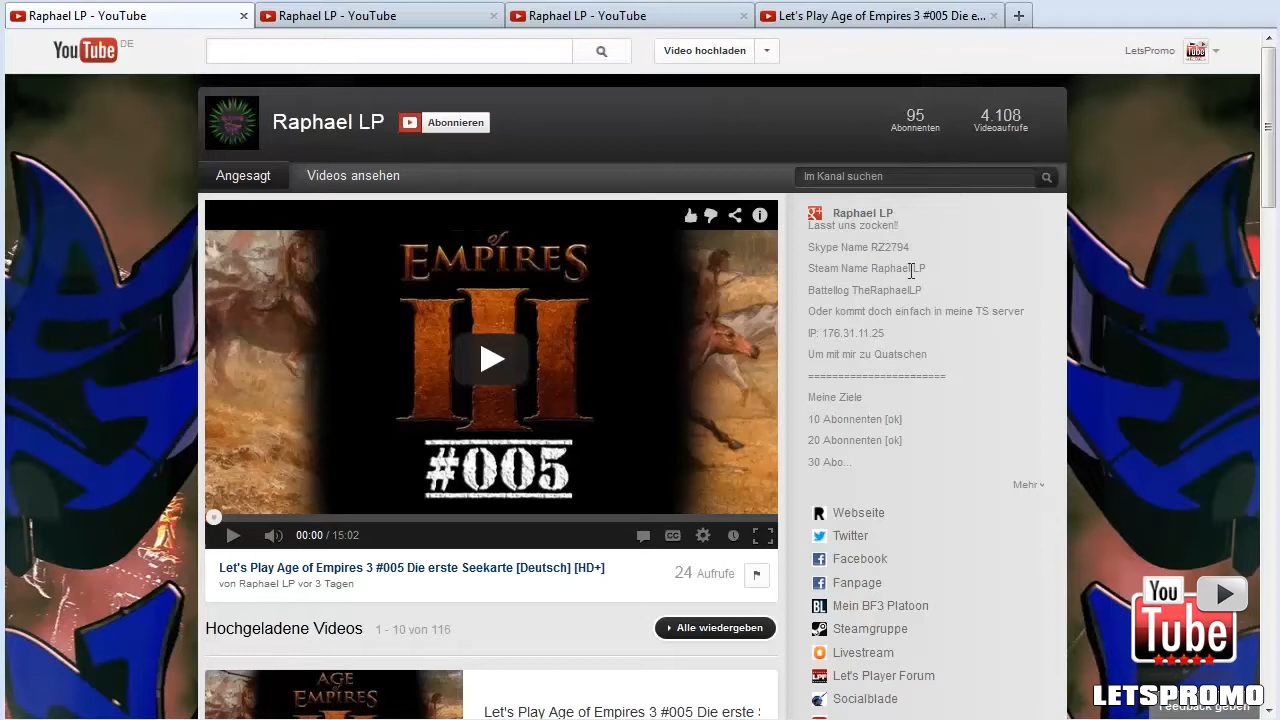 Raphael LP - YouTube
Raphael LP - YouTube
Raphael LP - YouTube
Let's Play Age of Empires 3 #005 Die e...
YouTube DE
Video hochladen
LetsPromo
Raphael LP
Abonnieren
95
Abonnenten
4.108
Videoaufrufe
Angesagt
Videos ansehen
Im Kanal suchen
of
EMPIRES
III
#005
00:00 / 15:02
CC
Let's Play Age of Empires 3 #005 Die erste Seekarte [Deutsch] [HD+]
von Raphael LP vor 3 Tagen
24 Aufrufe
Hochgeladene Videos 1 - 10 von 116
Alle wiedergeben
AGE
of
EMPIRES
Let's Play Age of Empires 3 #005 Die erste
Raphael LP
Lasst uns zocken!!
Skype Name RZ2794
Steam Name RaphaelLP
Battellog TheRaphaelLP
Oder kommt doch einfach in meine TS server
IP: 176.31.11.25
Um mit mir zu Quatschen
=======================
Meine Ziele
10 Abonnenten [ok]
20 Abonnenten [ok]
30 Abo...
Mehr
Webseite
Twitter
Facebook
Fanpage
Mein BF3 Platoon
Steamgruppe
Livestream
Let's Player Forum
Socialblade
You
Tube
LETSPROMO
Feedback geben